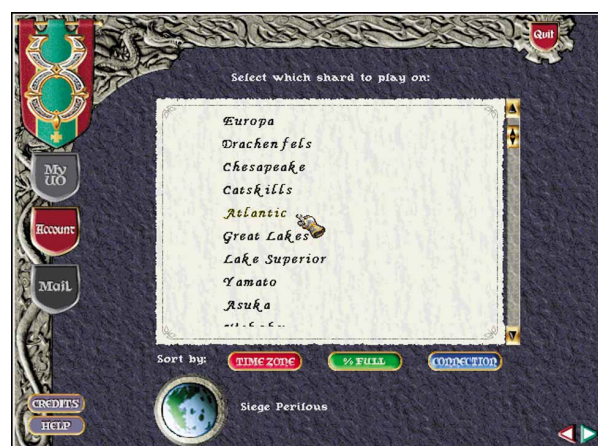 Quit
Select which shard to play on:
Europa
Drachenfels
Chesapeake
Catskills
Atlantic
Great Lakes
Lake Superior
Yamato
Asuka
My
UO
Account
Mail
Sort by:
TIME ZONE
% FULL
CONNECTION
Siege Perilous
CREDITS
HELP